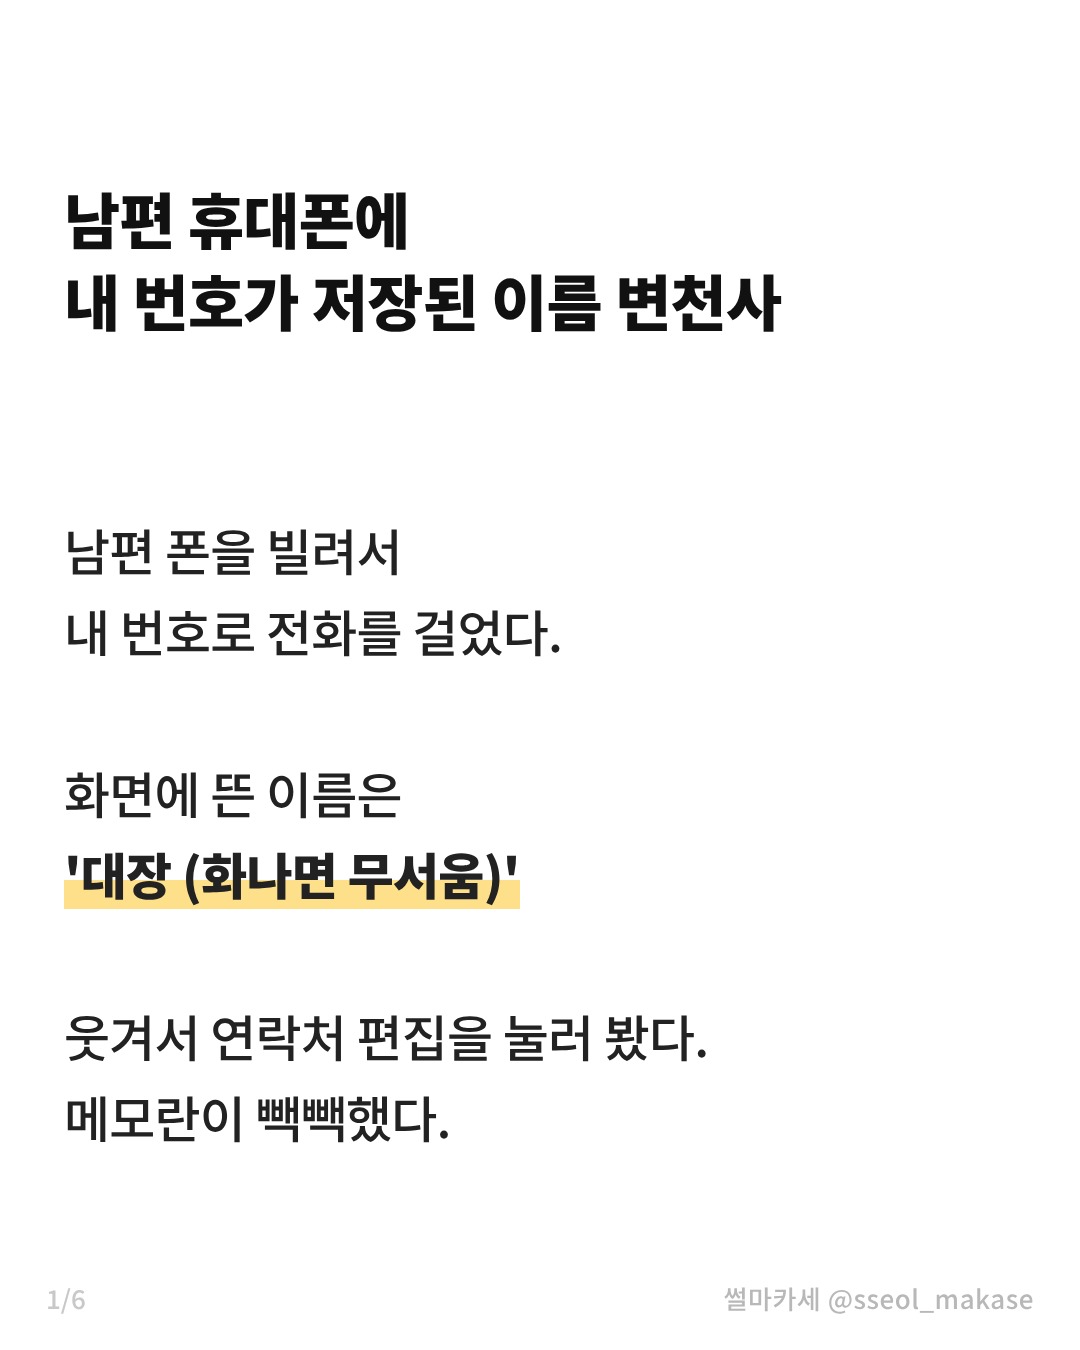 남편 휴대폰에
내 번호가 저장된 이름 변천사
남편 폰을 빌려서
내 번호로 전화를 걸었다.
화면에 뜬 이름은
'대장 (화나면 무서움)'
웃겨서 연락처 편집을 눌러 봤다.
메모란이 빽빽했다.
1/6
썰마카세 @sseol_makase